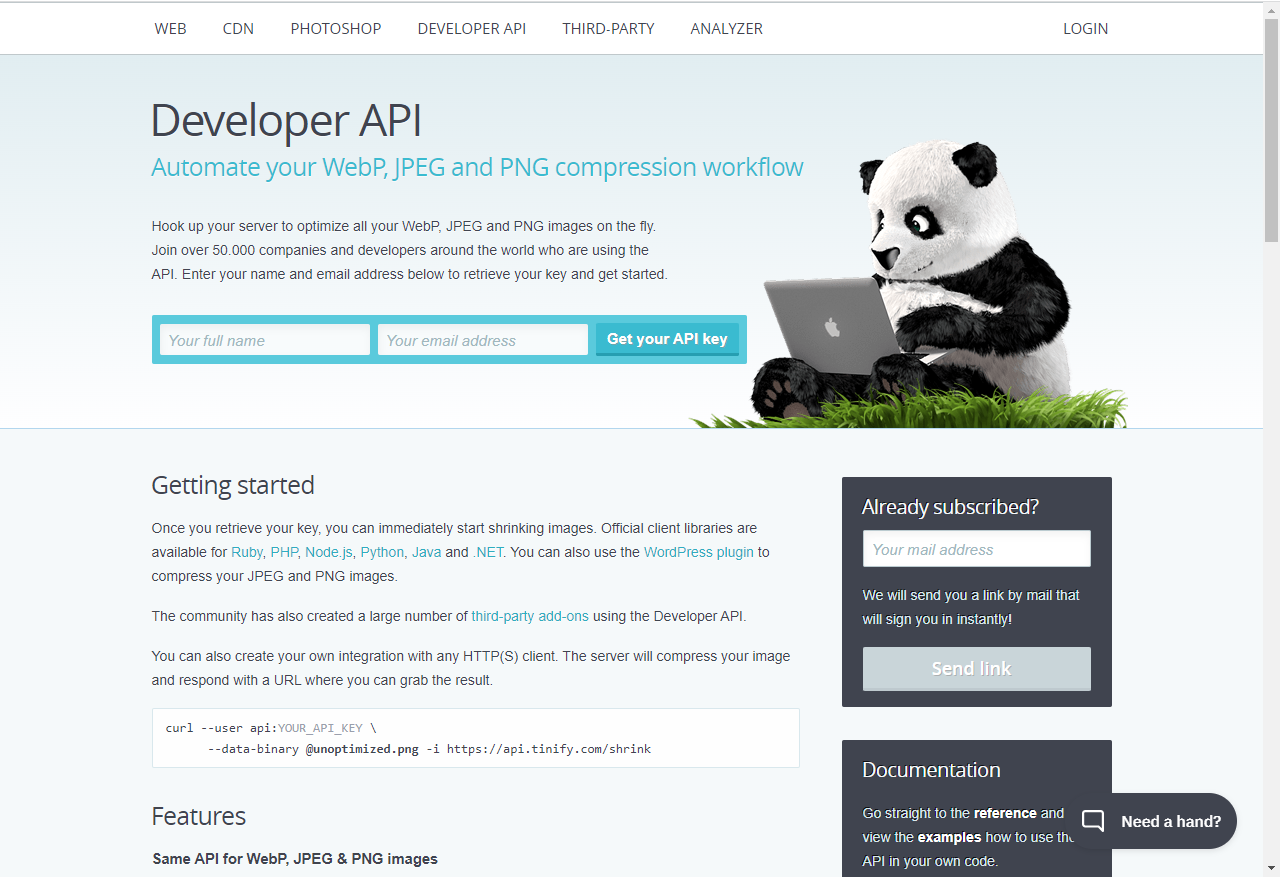 WEB CDN PHOTOSHOP DEVELOPER API THIRD-PARTY ANALYZER LOGIN
Developer API
Automate your WebP, JPEG and PNG compression workflow
Hook up your server to optimize all your WebP, JPEG and PNG images on the fly.
Join over 50.000 companies and developers around the world who are using the
API. Enter your name and email address below to retrieve your key and get started.
Your full name Your email address Get your API key
Getting started
Once you retrieve your key, you can immediately start shrinking images. Official client libraries are
available for Ruby, PHP, Node.js, Python, Java and .NET. You can also use the WordPress plugin to
compress your JPEG and PNG images.
The community has also created a large number of third-party add-ons using the Developer API.
You can also create your own integration with any HTTP(S) client. The server will compress your image
and respond with a URL where you can grab the result.
curl --user api:YOUR_API_KEY \
--data-binary @unoptimized.png -i https://api.tinify.com/shrink
Features
Same API for WebP, JPEG & PNG images
Already subscribed?
Your mail address
We will send you a link by mail that
will sign you in instantly!
Send link
Documentation
Go straight to the reference and
view the examples how to use the
API in your own code.
Need a hand?